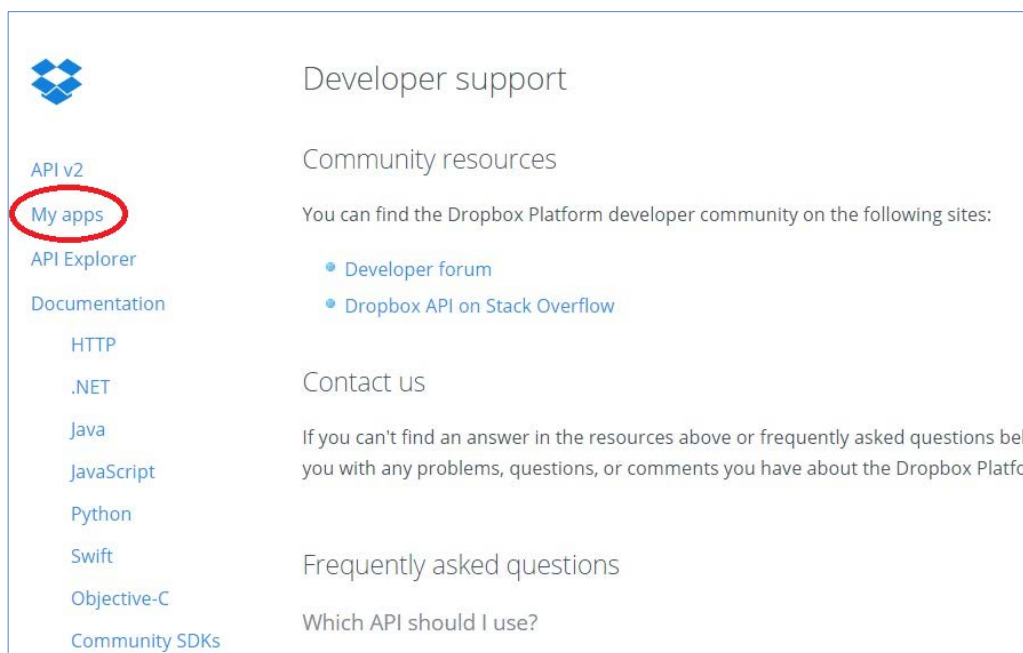 API v2
My apps
API Explorer
Documentation
HTTP
.NET
Java
JavaScript
Python
Swift
Objective-C
Community SDKs
Developer support
Community resources
You can find the Dropbox Platform developer community on the following sites:
Developer forum
Dropbox API on Stack Overflow
Contact us
If you can't find an answer in the resources above or frequently asked questions
you with any problems, questions, or comments you have about the Dropbox
Frequently asked questions
Which API should I use?